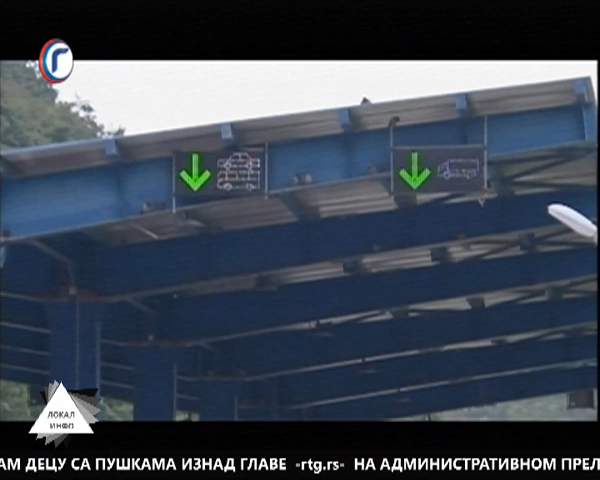 ЛОКАЛ
ИНФО
АМ ДЕЦУ СА ПУШКАМА ИЗНАД ГЛАВЕ -rtg.rs- НА АДМИНИСТРАТИВНОМ ПРЕЛ